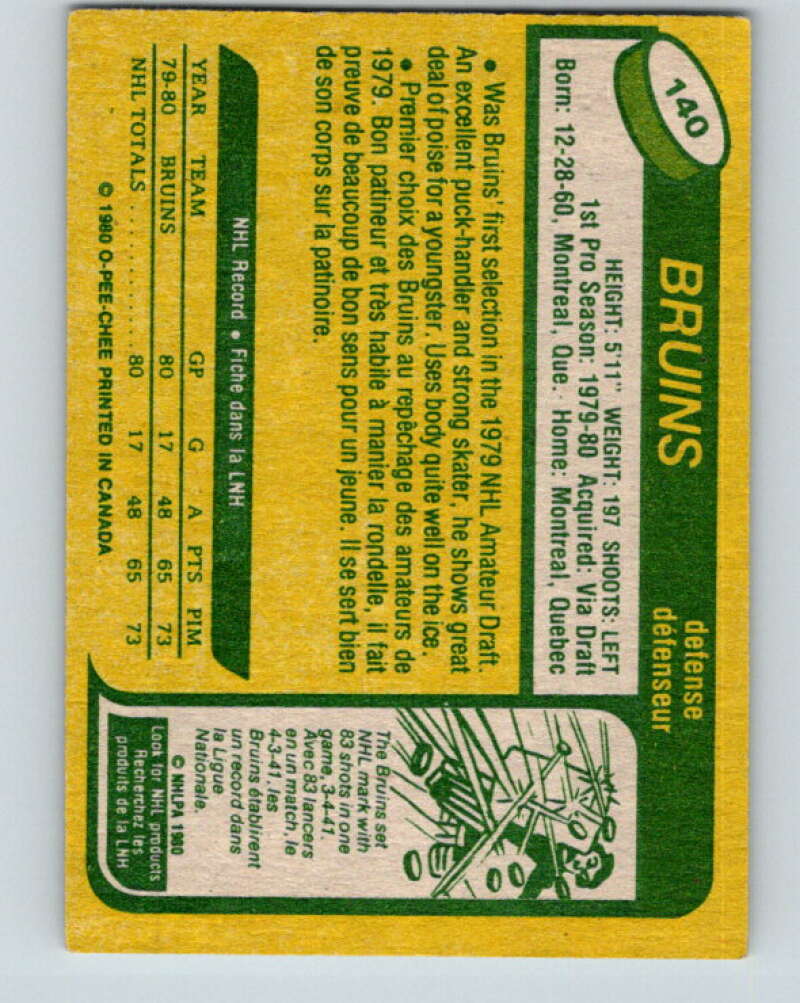 140
BRUINS
defense
défenseur
HEIGHT: 5'11" WEIGHT: 197 SHOOTS: LEFT
1st Pro Season: 1979-80 Acquired: Via Draft
Born: 12-28-60, Montreal, Que. Home: Montreal, Quebec
• Was Bruins' first selection in the 1979 NHL Amateur Draft.
An excellent puck-handler and strong skater, he shows great
deal of poise for a youngster. Uses body quite well on the ice.
• Premier choix des Bruins au repêchage des amateurs de
1979. Bon patineur et très habile à manier la rondelle, il fait
preuve de beaucoup de bon sens pour un jeune. Il se sert bien
de son corps sur la patinoire.
NHL Record • Fiche dans la LNH
YEAR TEAM GP G A PTS PIM
79-80 BRUINS 80 17 48 65 73
NHL TOTALS ........... 80 17 48 65 73
© 1980 O-PEE-CHEE PRINTED IN CANADA
The Bruins set
NHL mark with
83 shots in one
game, 3-4-41.
Avec 83 lancers
en un match, le
4-3-41, les
Bruins établirent
un record dans
la Ligue
Nationale.
© NHLPA 1980
Look for NHL products
Recherchez les
produits de la LNH